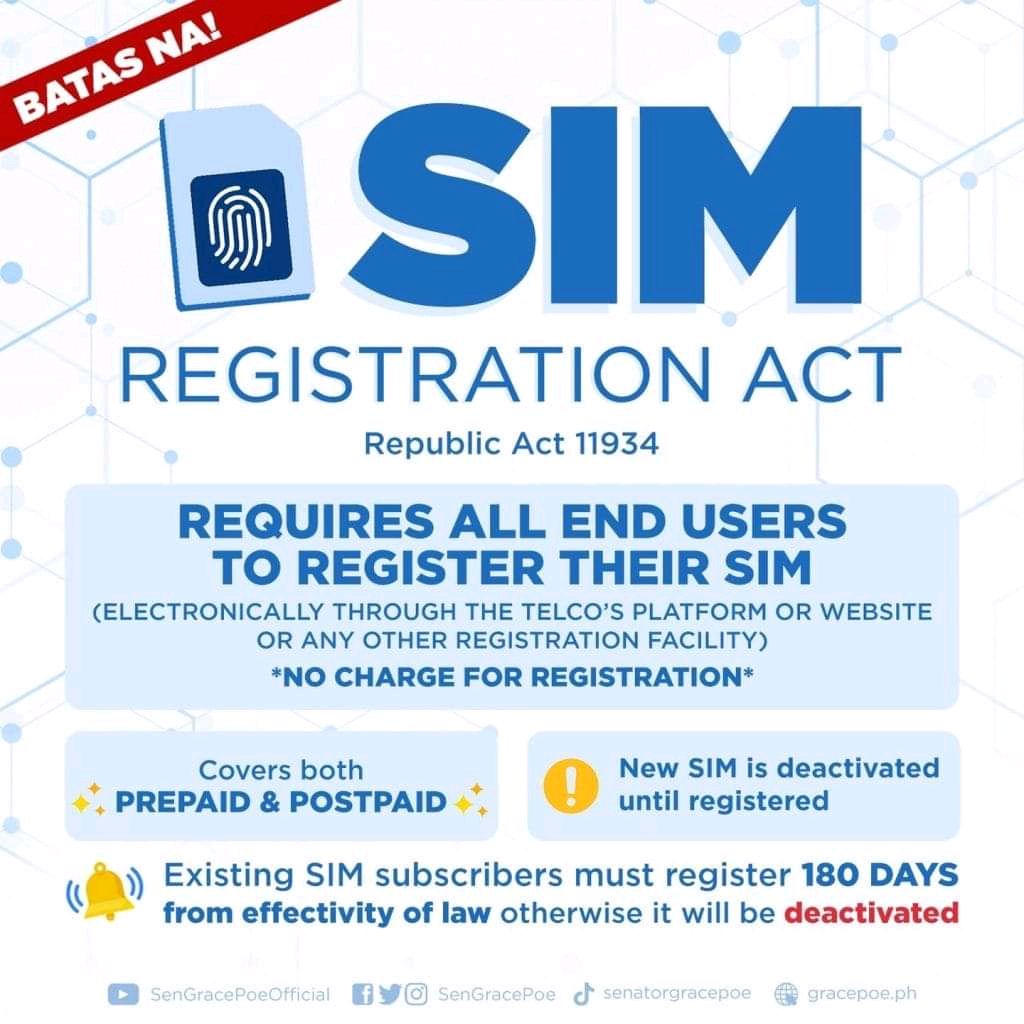 BATAS NA!
SIM
REGISTRATION ACT
Republic Act 11934
REQUIRES ALL END USERS
TO REGISTER THEIR SIM
(ELECTRONICALLY THROUGH THE TELCO'S PLATFORM OR WEBSITE
OR ANY OTHER REGISTRATION FACILITY)
*NO CHARGE FOR REGISTRATION*
Covers both
PREPAID & POSTPAID
New SIM is deactivated
until registered
Existing SIM subscribers must register 180 DAYS
from effectivity of law otherwise it will be deactivated
SenGracePoeOfficial SenGracePoe senatorgracepoe gracepoe.ph